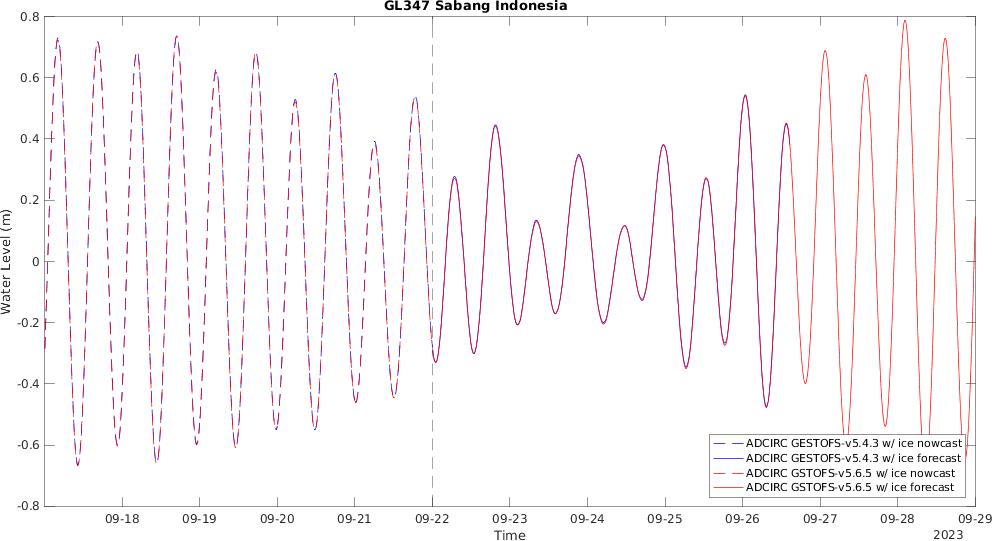 GL347 Sabang Indonesia
0.8
0.6
0.4
0.2
0
-0.2
-0.4
-0.6
-0.8
Water Level (m)
ADCIRC GESTOFS-v5.4.3 w/ ice nowcast
ADCIRC GESTOFS-v5.4.3 w/ ice forecast
ADCIRC GSTOFS-v5.6.5 w/ ice nowcast
ADCIRC GSTOFS-v5.6.5 w/ ice forecast
09-18 09-19 09-20 09-21 09-22 09-23 09-24 09-25 09-26 09-27 09-28 09-29
Time
2023